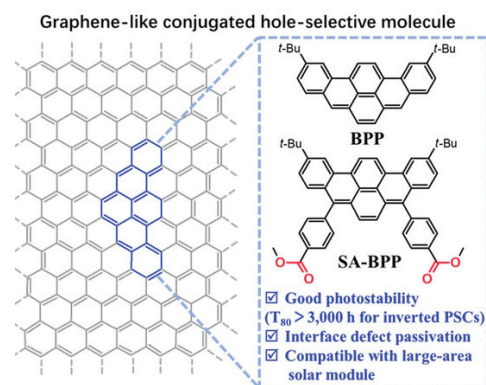 Graphene-like conjugated hole-selective molecule
t-Bu t-Bu
BPP
t-Bu t-Bu
SA-BPP
O O
O O
☑ Good photostability
(T80 > 3,000 h for inverted PSCs)
☑ Interface defect passivation
☑ Compatible with large-area
solar module